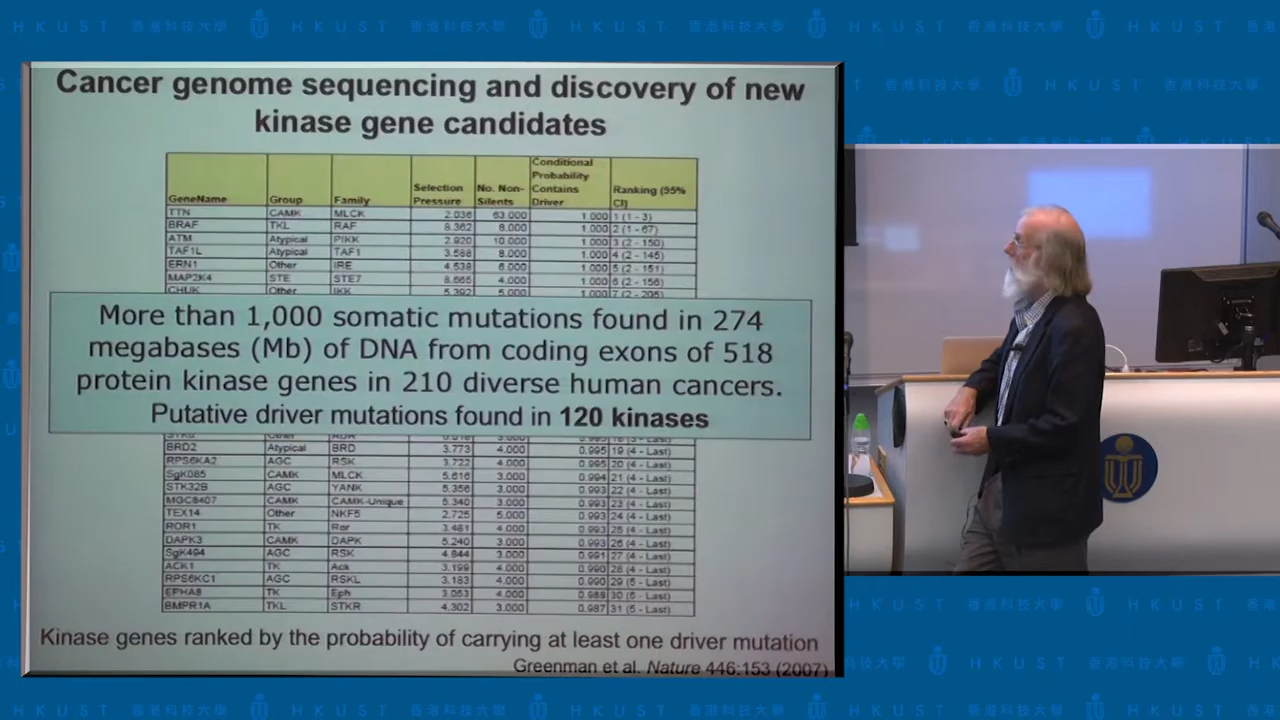 HKUST 香港科技大學
Cancer genome sequencing and discovery of new
kinase gene candidates
GeneName Group Family Selection Pressure No. Non-Silents Conditional Probability Contains Driver Ranking (95% CI)
TTN CAMK MLCK 2.036 63.000 1.000 1 (1 - 3)
BRAF TKL RAF 8.362 8.000 1.000 2 (1 - 67)
ATM Atypical PIKK 2.920 10.000 1.000 3 (2 - 150)
TAF1L Atypical TAF1 3.588 8.000 1.000 4 (2 - 145)
ERN1 Other IRE 4.538 6.000 1.000 5 (2 - 151)
MAP2K4 STE STE7 8.565 4.000 1.000 6 (2 - 156)
CHUK Other IKK 5.392 5.000 1.000 7 (2 - 205)
More than 1,000 somatic mutations found in 274
megabases (Mb) of DNA from coding exons of 518
protein kinase genes in 210 diverse human cancers.
Putative driver mutations found in 120 kinases
BRD2 Atypical BRD 3.773 4.000 0.995 19 (4 - Last)
RPS6KA2 AGC RSK 3.722 4.000 0.995 20 (4 - Last)
SgK085 CAMK MLCK 5.616 3.000 0.994 21 (4 - Last)
STK32B AGC YANK 5.356 3.000 0.993 22 (4 - Last)
MGC8407 CAMK CAMK-Unique 5.340 3.000 0.993 23 (4 - Last)
TEX14 Other NKF5 2.725 5.000 0.993 24 (4 - Last)
ROR1 TK Ror 3.481 4.000 0.993 25 (4 - Last)
DAPK3 CAMK DAPK 5.240 3.000 0.993 26 (4 - Last)
SgK494 AGC RSK 4.844 3.000 0.991 27 (4 - Last)
ACK1 TK Ack 3.199 4.000 0.990 28 (4 - Last)
RPS6KC1 AGC RSKL 3.183 4.000 0.990 29 (5 - Last)
EPHA8 TK Eph 3.053 4.000 0.988 30 (5 - Last)
BMPR1A TKL STKR 4.302 3.000 0.987 31 (5 - Last)
Kinase genes ranked by the probability of carrying at least one driver mutation
Greenman et al. Nature 446:153 (2007)